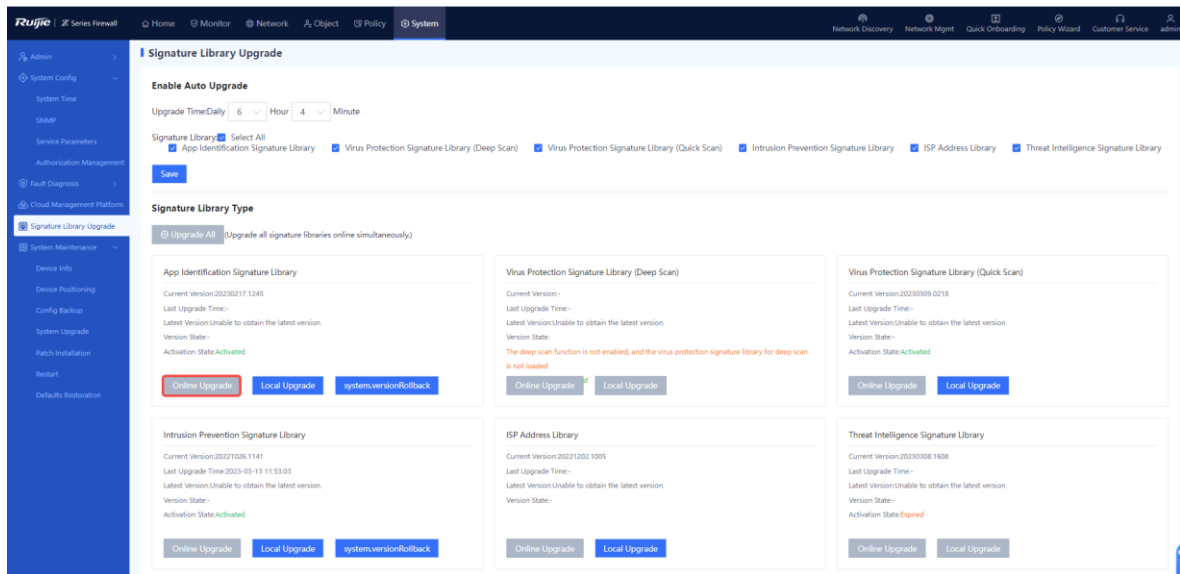 Ruijie | Z Series Firewall
Home Monitor Network Object Policy System
Network Discovery Network Mgmt Quick Onboarding Policy Wizard Customer Service admin
Admin
System Config
System Time
SNMP
Service Parameters
Authorization Management
Fault Diagnosis
Cloud Management Platform
Signature Library Upgrade
System Maintenance
Device Info
Device Positioning
Config Backup
System Upgrade
Patch Installation
Restart
Defaults Restoration
Signature Library Upgrade
Enable Auto Upgrade
Upgrade Time:Daily 6 Hour 4 Minute
Signature Library: Select All
App Identification Signature Library Virus Protection Signature Library (Deep Scan) Virus Protection Signature Library (Quick Scan) Intrusion Prevention Signature Library ISP Address Library Threat Intelligence Signature Library
Save
Signature Library Type
Upgrade All (Upgrade all signature libraries online simultaneously.)
App Identification Signature Library
Current Version:20230217.1245
Last Upgrade Time:-
Latest Version:Unable to obtain the latest version.
Version State:-
Activation State:Activated
Online Upgrade Local Upgrade system.versionRollback
Virus Protection Signature Library (Deep Scan)
Current Version:-
Last Upgrade Time:-
Latest Version:Unable to obtain the latest version.
Version State:
The deep scan function is not enabled, and the virus protection signature library for deep scan
is not loaded
Online Upgrade d Local Upgrade
Virus Protection Signature Library (Quick Scan)
Current Version:20230309.0218
Last Upgrade Time:-
Latest Version:Unable to obtain the latest version.
Version State:-
Activation State:Activated
Online Upgrade Local Upgrade
Intrusion Prevention Signature Library
Current Version:20221026.1141
Last Upgrade Time:2023-03-13 11:53:03
Latest Version:Unable to obtain the latest version.
Version State:-
Activation State:Activated
Online Upgrade Local Upgrade system.versionRollback
ISP Address Library
Current Version:20221202.1005
Last Upgrade Time:-
Latest Version:Unable to obtain the latest version.
Version State:-
Online Upgrade Local Upgrade
Threat Intelligence Signature Library
Current Version:20230308.1608
Last Upgrade Time:-
Latest Version:Unable to obtain the latest version.
Version State:-
Activation State:Expired
Online Upgrade Local Upgrade